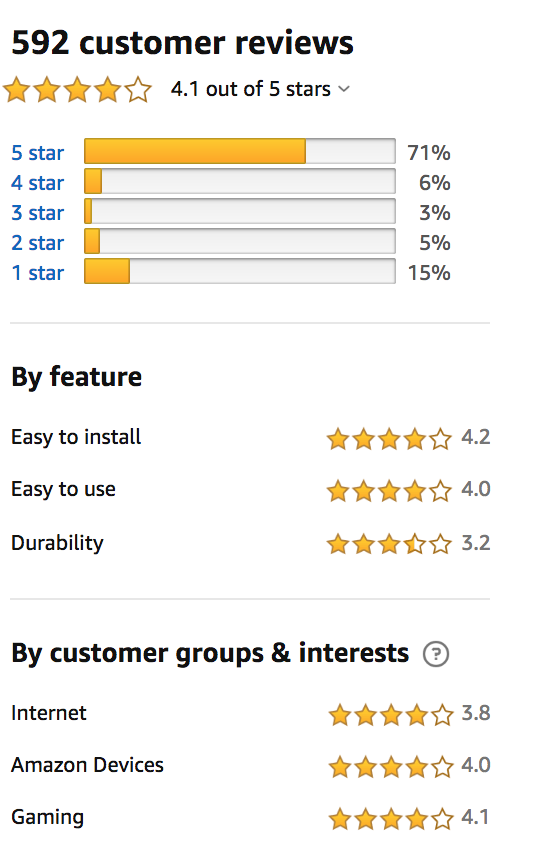 592 customer reviews
4.1 out of 5 stars
5 star 71%
4 star 6%
3 star 3%
2 star 5%
1 star 15%
By feature
Easy to install 4.2
Easy to use 4.0
Durability 3.2
By customer groups & interests ?
Internet 3.8
Amazon Devices 4.0
Gaming 4.1